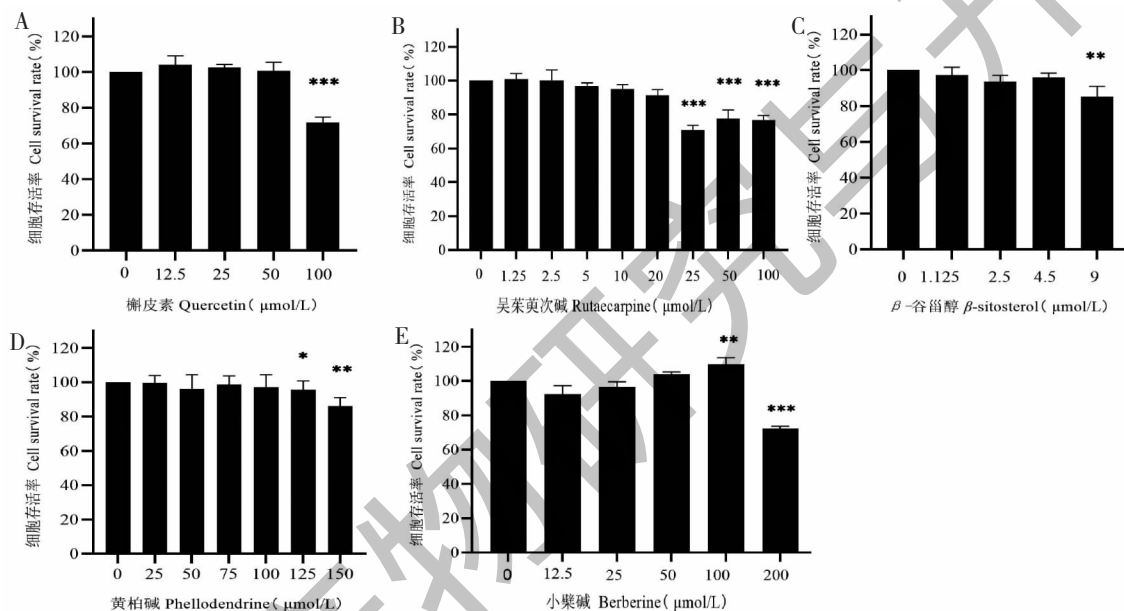 A
细胞存活率 Cell survival rate( %)
120
100
80
60
40
20
0
***
0 12.5 25 50 100
槲皮素 Quercetin( μmol/L)
B
细胞存活率 Cell survival rate( %)
120
100
80
60
40
20
0
*** *** ***
0 1.25 2.5 5 10 20 25 50 100
吴茱萸次碱 Rutaecarpine( μmol/L)
C
细胞存活率 Cell survival rate( %)
120
100
80
60
40
20
0
**
0 1.125 2.5 4.5 9
β-谷甾醇 β-sitosterol( μmol/L)
D
细胞存活率 Cell survival rate( %)
120
100
80
60
40
20
0
* **
0 25 50 75 100 125 150
黄柏碱 Phellodendrine( μmol/L)
E
细胞存活率 Cell survival rate( %)
120
100
80
60
40
20
0
** ***
0 12.5 25 50 100 200
小檗碱 Berberine( μmol/L)
物研究与开